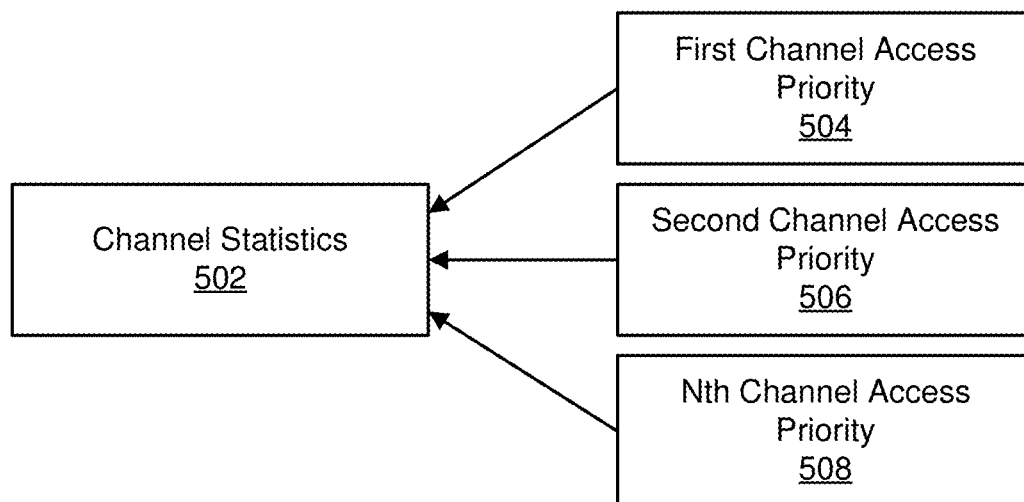 First Channel Access
Priority
504
Channel Statistics
502
Second Channel Access
Priority
506
Nth Channel Access
Priority
508